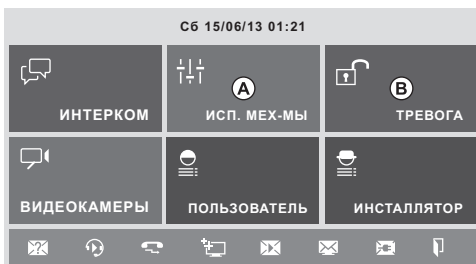 Сб 15/06/13 01:21
A B
ИНТЕРКОМ ИСП. МЕХ-МЫ ТРЕВОГА
ВИДЕОКАМЕРЫ ПОЛЬЗОВАТЕЛЬ ИНСТАЛЛЯТОР